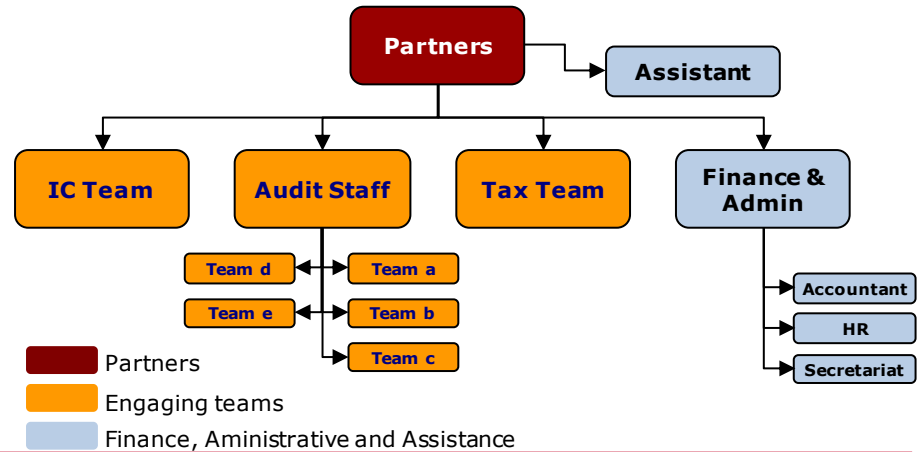 Partners
Assistant
IC Team
Audit Staff
Tax Team
Finance &
Admin
Team d
Team a
Team e
Team b
Team c
Accountant
HR
Secretariat
Partners
Engaging teams
Finance, Aministrative and Assistance